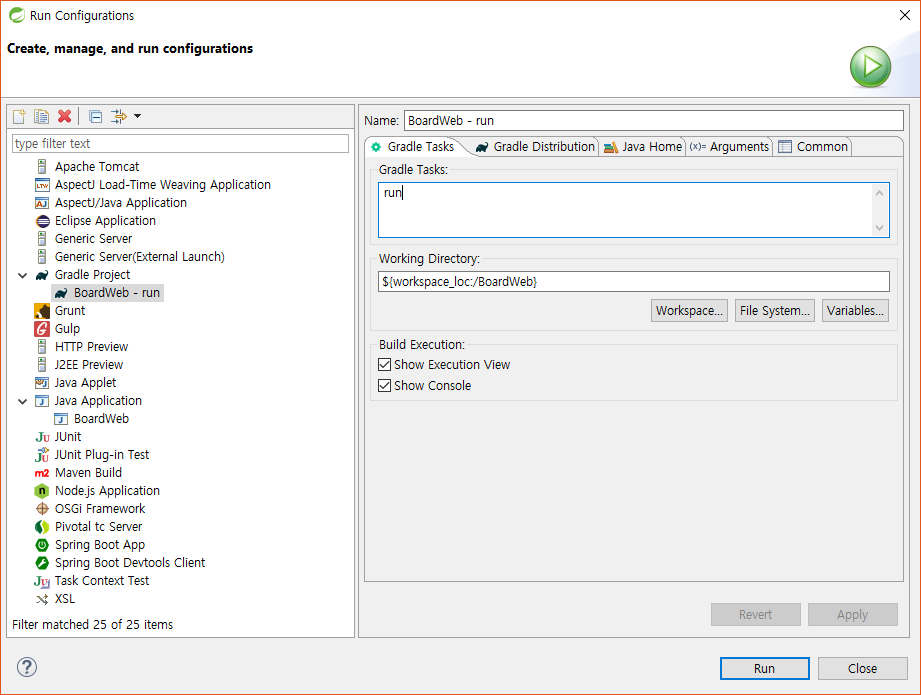 Run Configurations
Create, manage, and run configurations
type filter text
Apache Tomcat
LTW AspectJ Load-Time Weaving Application
AJ AspectJ/Java Application
Eclipse Application
Generic Server
Generic Server(External Launch)
Gradle Project
BoardWeb - run
Grunt
Gulp
HTTP Preview
J2EE Preview
Java Applet
Java Application
BoardWeb
Ju JUnit
JUnit Plug-in Test
m2 Maven Build
n Node.js Application
OSGi Framework
Pivotal tc Server
Spring Boot App
Spring Boot Devtools Client
Task Context Test
XSL
Filter matched 25 of 25 items
Name: BoardWeb - run
Gradle Tasks Gradle Distribution Java Home (x)= Arguments Common
Gradle Tasks:
run
Working Directory:
${workspace_loc:/BoardWeb}
Workspace... File System... Variables...
Build Execution:
Show Execution View
Show Console
Revert Apply
? Run Close